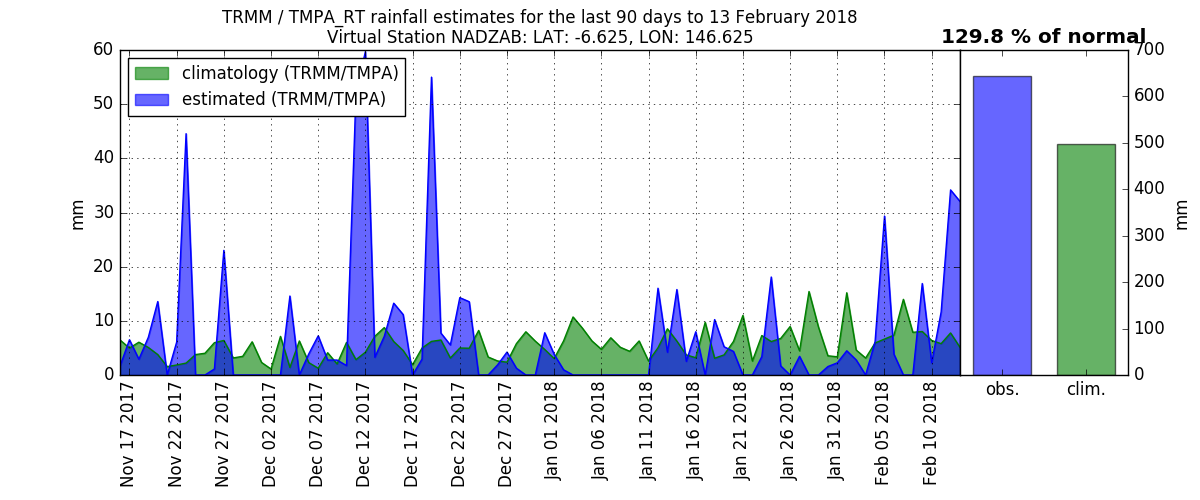 TRMM / TMPA_RT rainfall estimates for the last 90 days to 13 February 2018
Virtual Station NADZAB: LAT: -6.625, LON: 146.625
129.8 % of normal
climatology (TRMM/TMPA)
estimated (TRMM/TMPA)
60
50
40
30
20
10
0
mm
700
600
500
400
300
200
100
0
mm
Nov 17 2017
Nov 22 2017
Nov 27 2017
Dec 02 2017
Dec 07 2017
Dec 12 2017
Dec 17 2017
Dec 22 2017
Dec 27 2017
Jan 01 2018
Jan 06 2018
Jan 11 2018
Jan 16 2018
Jan 21 2018
Jan 26 2018
Jan 31 2018
Feb 05 2018
Feb 10 2018
obs.
clim.